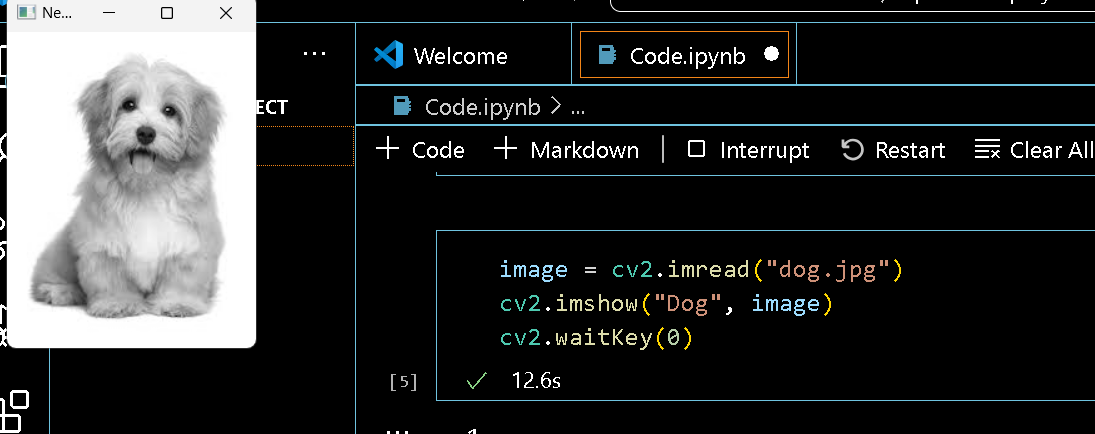 Ne...
ECT
Welcome
Code.ipynb
Code.ipynb > ...
+ Code + Markdown | Interrupt Restart Clear All
image = cv2.imread("dog.jpg")
cv2.imshow("Dog", image)
cv2.waitKey(0)
[5] ✓ 12.6s